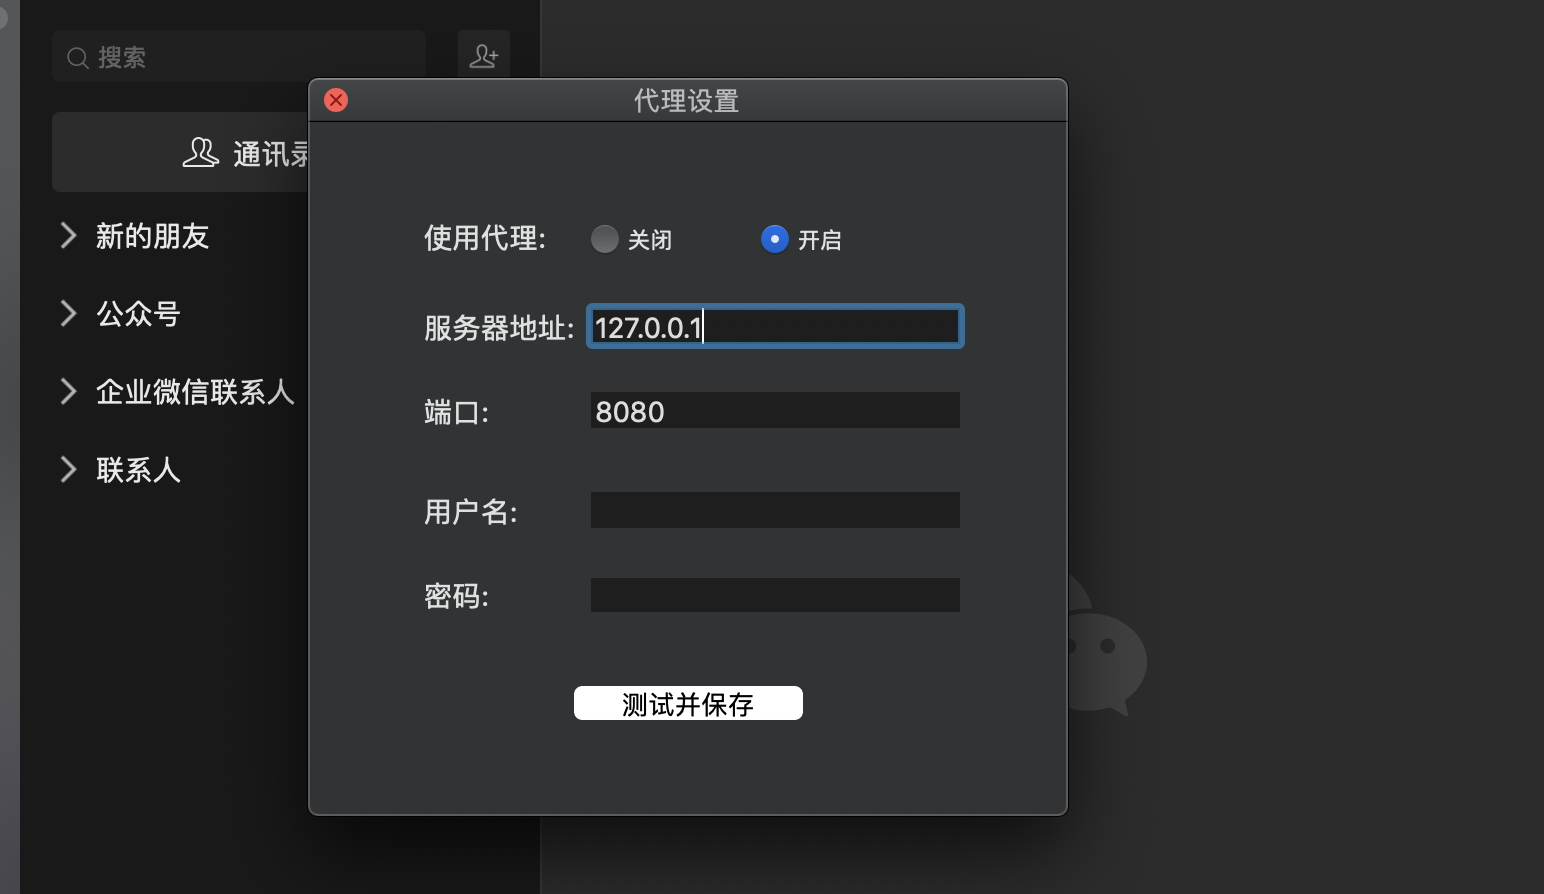 搜索
通讯录
新的朋友
公众号
企业微信联系人
联系人
代理设置
使用代理: 关闭 开启
服务器地址: 127.0.0.1
端口: 8080
用户名:
密码:
测试并保存